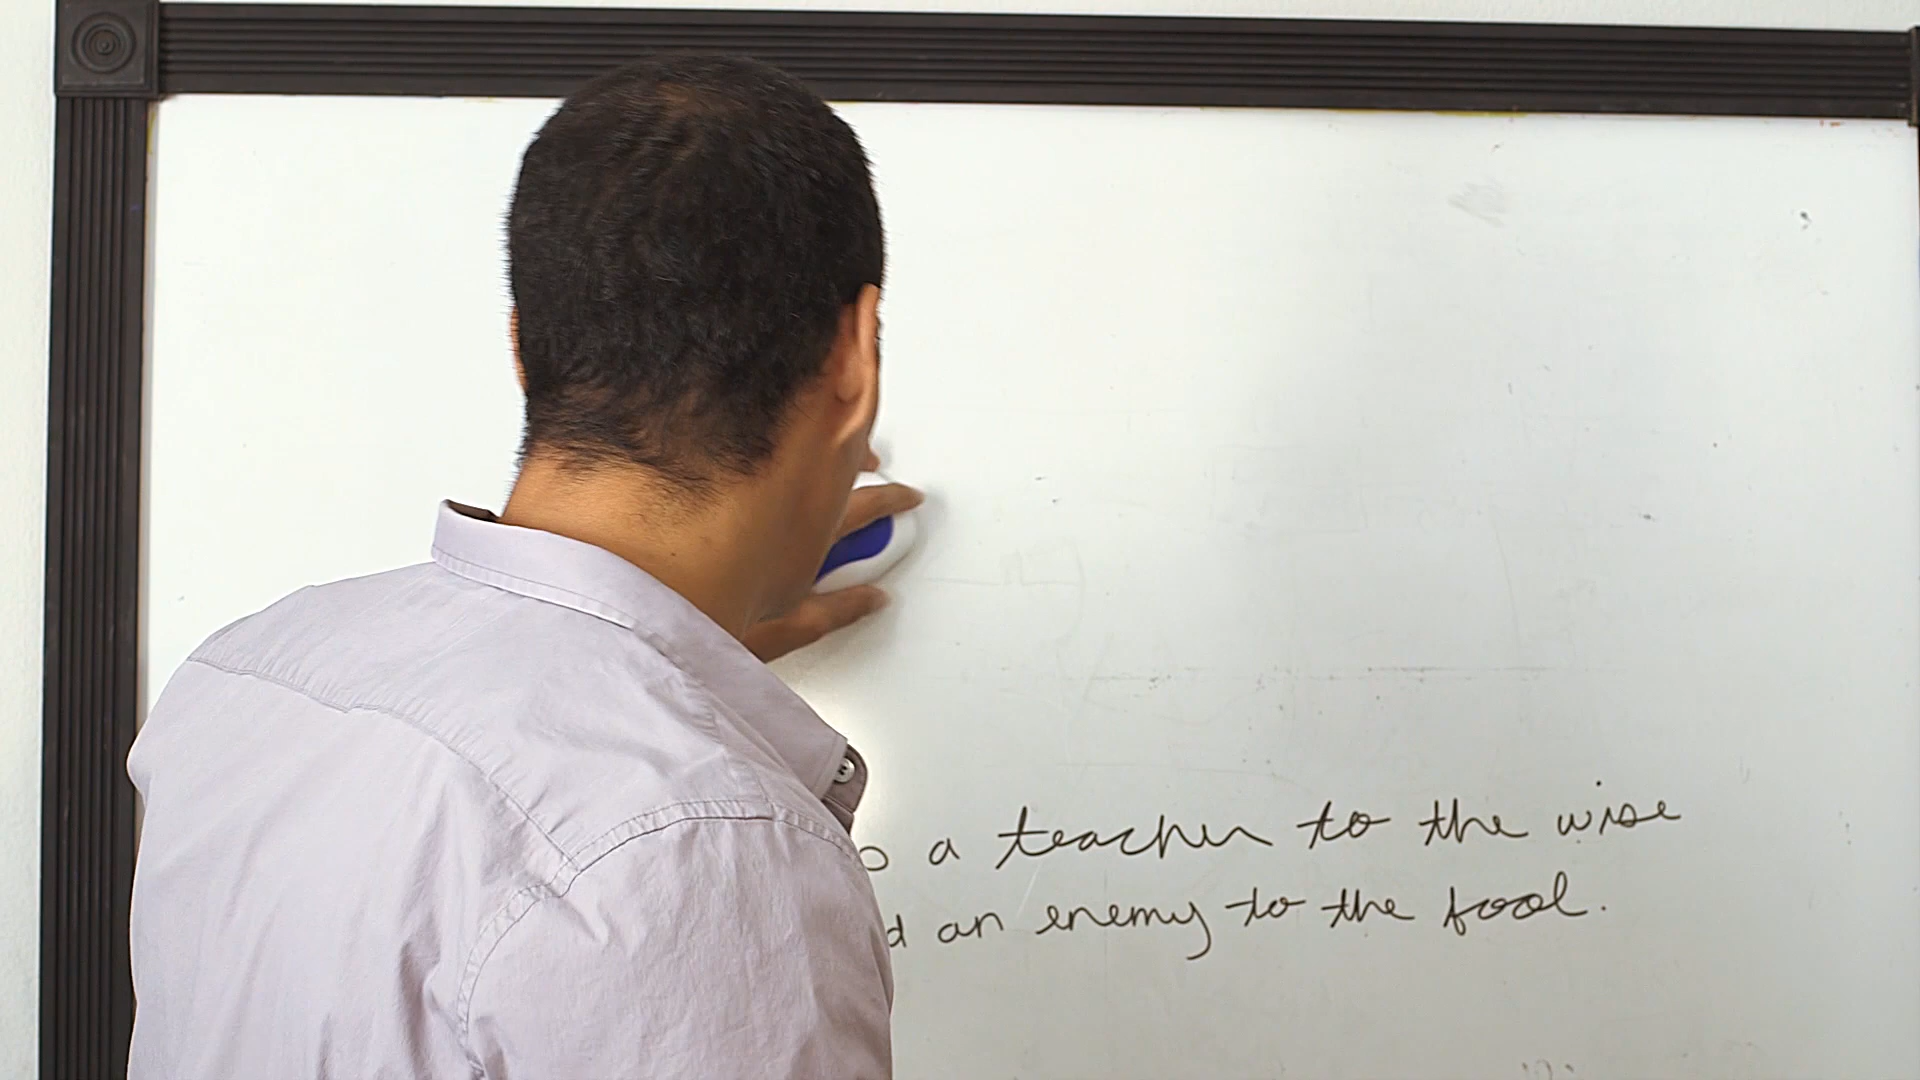 a teacher to the wise
an enemy to the fool.